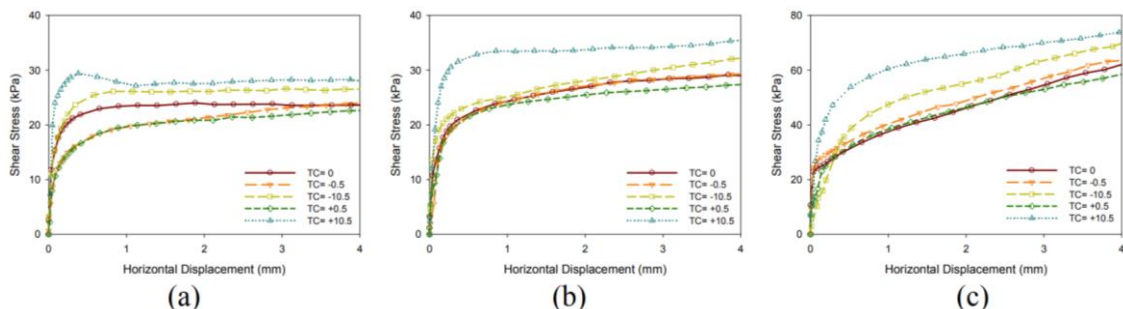 Shear Stress (kPa)
40
30
20
10
0
TC= 0
TC= -0.5
TC= -10.5
TC= +0.5
TC= +10.5
0 1 2 3 4
Horizontal Displacement (mm)
(a)
Shear Stress (kPa)
40
30
20
10
0
TC= 0
TC= -0.5
TC= -10.5
TC= +0.5
TC= +10.5
0 1 2 3 4
Horizontal Displacement (mm)
(b)
Shear Stress (kPa)
80
60
40
20
0
TC= 0
TC= -0.5
TC= -10.5
TC= +0.5
TC= +10.5
0 1 2 3 4
Horizontal Displacement (mm)
(c)